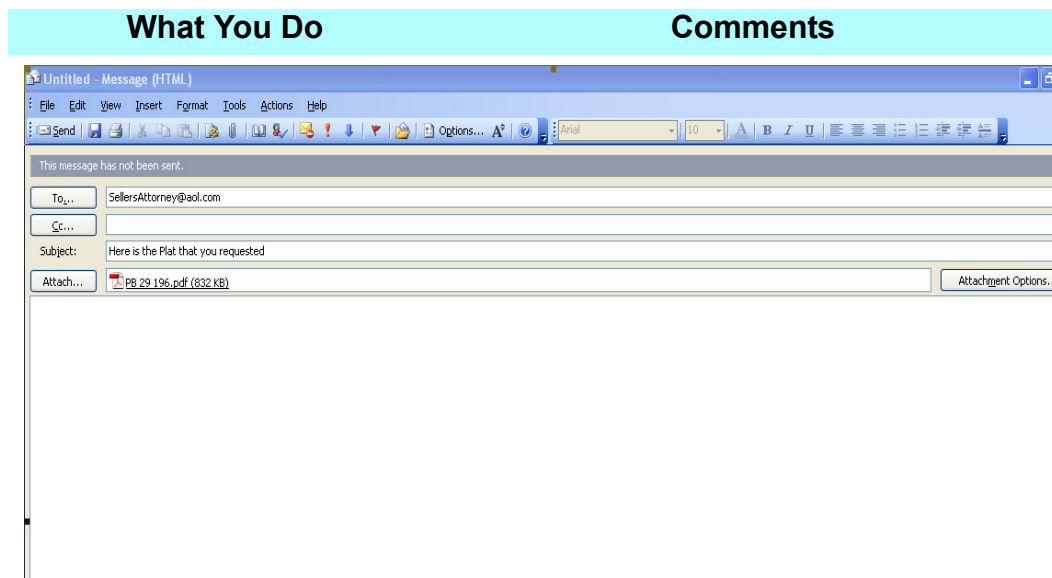 What You Do Comments
Untitled - Message (HTML)
File Edit View Insert Format Tools Actions Help
Send Options... Arial 10 A B I U
This message has not been sent.
To... SellersAttorney@aol.com
Cc...
Subject: Here is the Plat that you requested
Attach... PB 29 196.pdf (832 KB) Attachment Options...